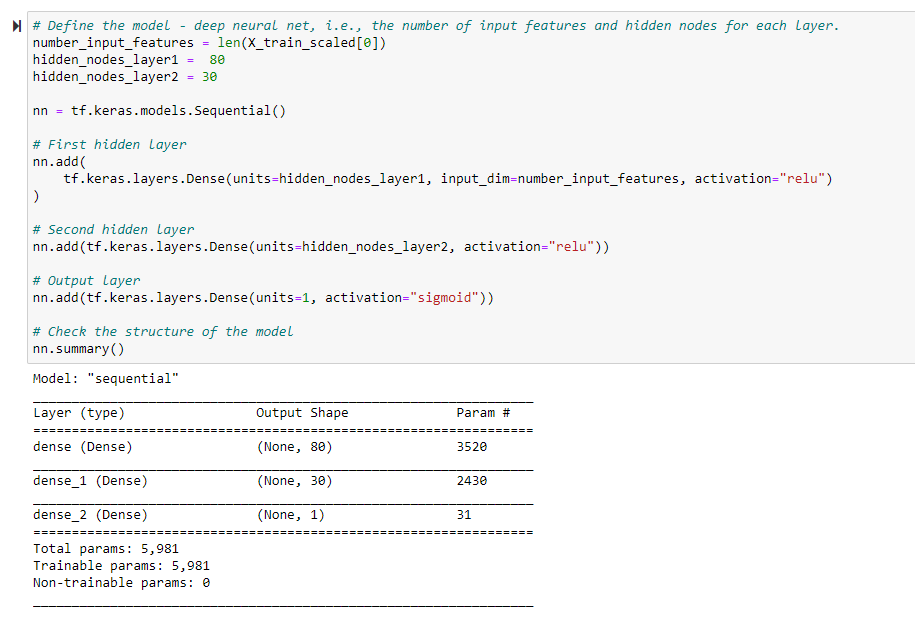 # Define the model - deep neural net, i.e., the number of input features and hidden nodes for each layer.
number_input_features = len(X_train_scaled[0])
hidden_nodes_layer1 =  80
hidden_nodes_layer2 = 30

nn = tf.keras.models.Sequential()

# First hidden layer
nn.add(
    tf.keras.layers.Dense(units=hidden_nodes_layer1, input_dim=number_input_features, activation="relu")
)

# Second hidden layer
nn.add(tf.keras.layers.Dense(units=hidden_nodes_layer2, activation="relu"))

# Output layer
nn.add(tf.keras.layers.Dense(units=1, activation="sigmoid"))

# Check the structure of the model
nn.summary()
Model: "sequential"
_________________________________________________________________
Layer (type)                 Output Shape              Param #
=================================================================
dense (Dense)                (None, 80)                3520
_________________________________________________________________
dense_1 (Dense)              (None, 30)                2430
_________________________________________________________________
dense_2 (Dense)              (None, 1)                 31
=================================================================
Total params: 5,981
Trainable params: 5,981
Non-trainable params: 0
_________________________________________________________________